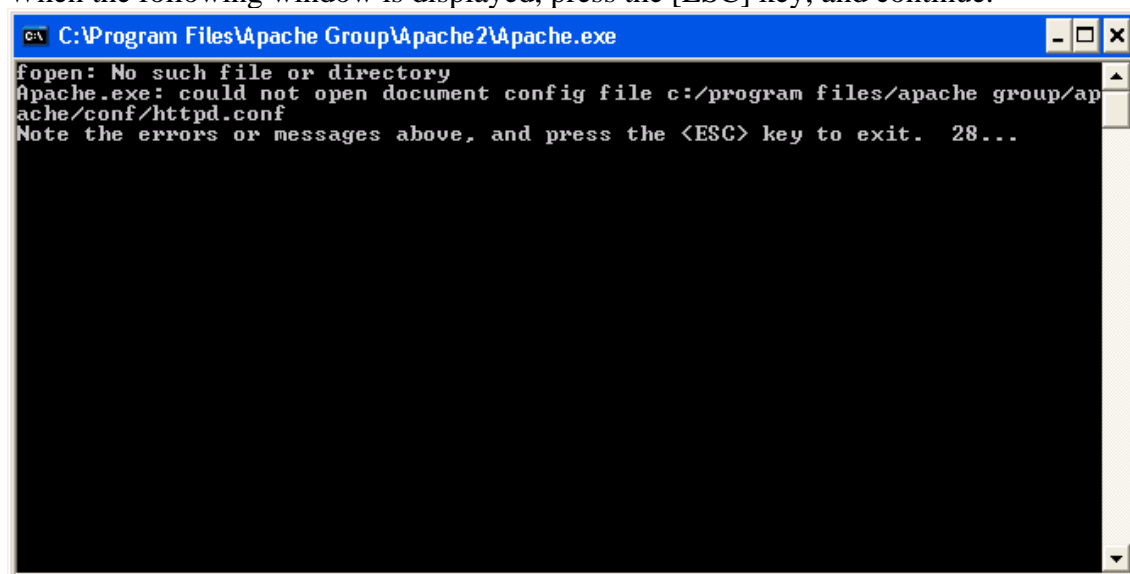 When the following window is displayed, press the [ESC] key, and continue.
C:\Program Files\Apache Group\Apache2\Apache.exe
fopen: No such file or directory
Apache.exe: could not open document config file c:/program files/apache group/ap
ache/conf/httpd.conf
Note the errors or messages above, and press the <ESC> key to exit.  28...